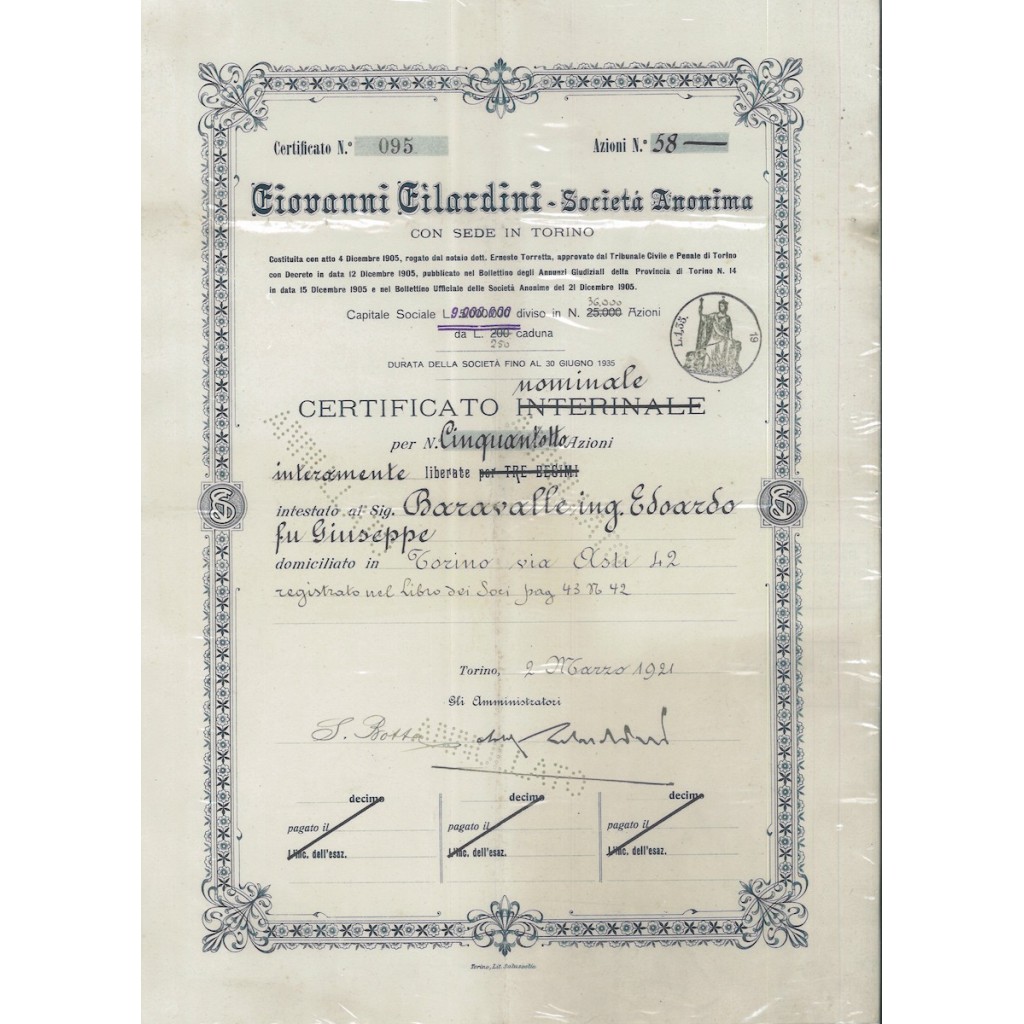 Certificato N.º 095 Azioni N.º 58
Giovanni Gilardini - Società Anonima
CON SEDE IN TORINO
Costituita con atto 4 Dicembre 1905, rogato dal notaio dott. Ernesto Torretta, approvato dal Tribunale Civile e Penale di Torino
con Decreto in data 12 Dicembre 1905, pubblicato nel Bollettino degli Annunzi Giudiziali della Provincia di Torino N. 14
in data 15 Dicembre 1905 e nel Bollettino Ufficiale delle Società Anonime del 21 Dicembre 1905.
36,000
Capitale Sociale L. 9.000.000 diviso in N. 25.000 Azioni
da L. 200 caduna
250
L.1,35. 19
DURATA DELLA SOCIETÀ FINO AL 30 GIUGNO 1935
nominale
CERTIFICATO INTERINALE
per N. Cinquantotto Azioni
interamente liberate per TRE DECIMI
intestato al Sig. Baravalle ing. Edoardo
fu Giuseppe
domiciliato in Torino via Asti 42
registrato nel Libro dei Soci pag 43 N 42
Torino, 2 Marzo 1921
Gli Amministratori
S. Botta
decimo decimo decimo
pagato il pagato il pagato il
L'inc. dell'esaz. L'inc. dell'esaz. L'inc. dell'esaz.